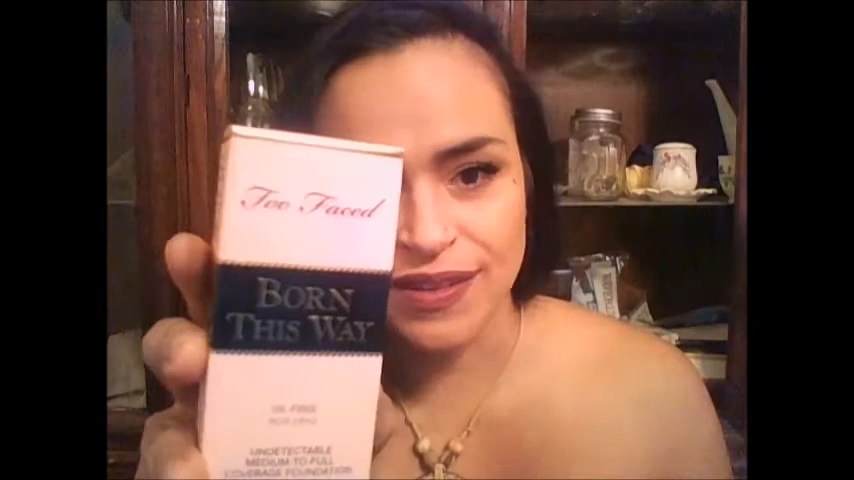 Too Faced
BORN
THIS WAY
OIL-FREE
UNDETECTABLE
MEDIUM-TO-FULL
COVERAGE FOUNDATION